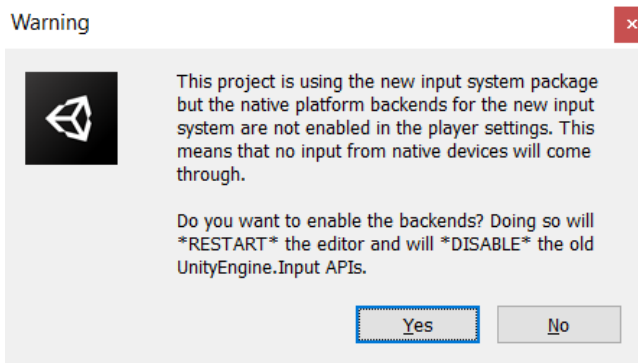 Warning
This project is using the new input system package
but the native platform backends for the new input
system are not enabled in the player settings. This
means that no input from native devices will come
through.
Do you want to enable the backends? Doing so will
*RESTART* the editor and will *DISABLE* the old
UnityEngine.Input APIs.
Yes No